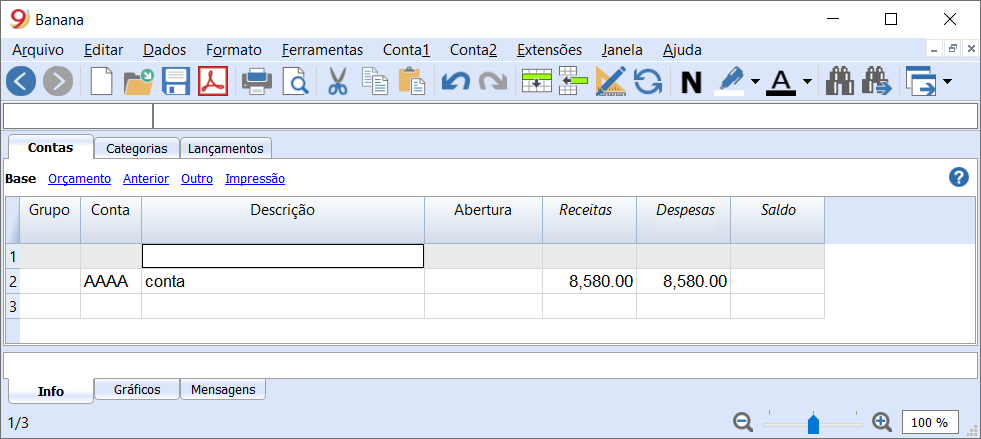 9 Banana
Arquivo Editar Dados Formato Ferramentas Conta1 Conta2 Extensões Janela Ajuda
N A
Contas Categorias Lançamentos
Base Orçamento Anterior Outro Impressão ?
Grupo Conta Descrição Abertura Receitas Despesas Saldo
1
2 AAAA conta 8,580.00 8,580.00
3
Info Gráficos Mensagens
1/3 100 %